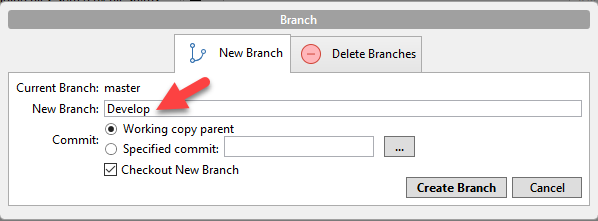 Branch
New Branch
Delete Branches
Current Branch: master
New Branch: Develop
Commit: Working copy parent
Specified commit: ...
Checkout New Branch
Create Branch Cancel